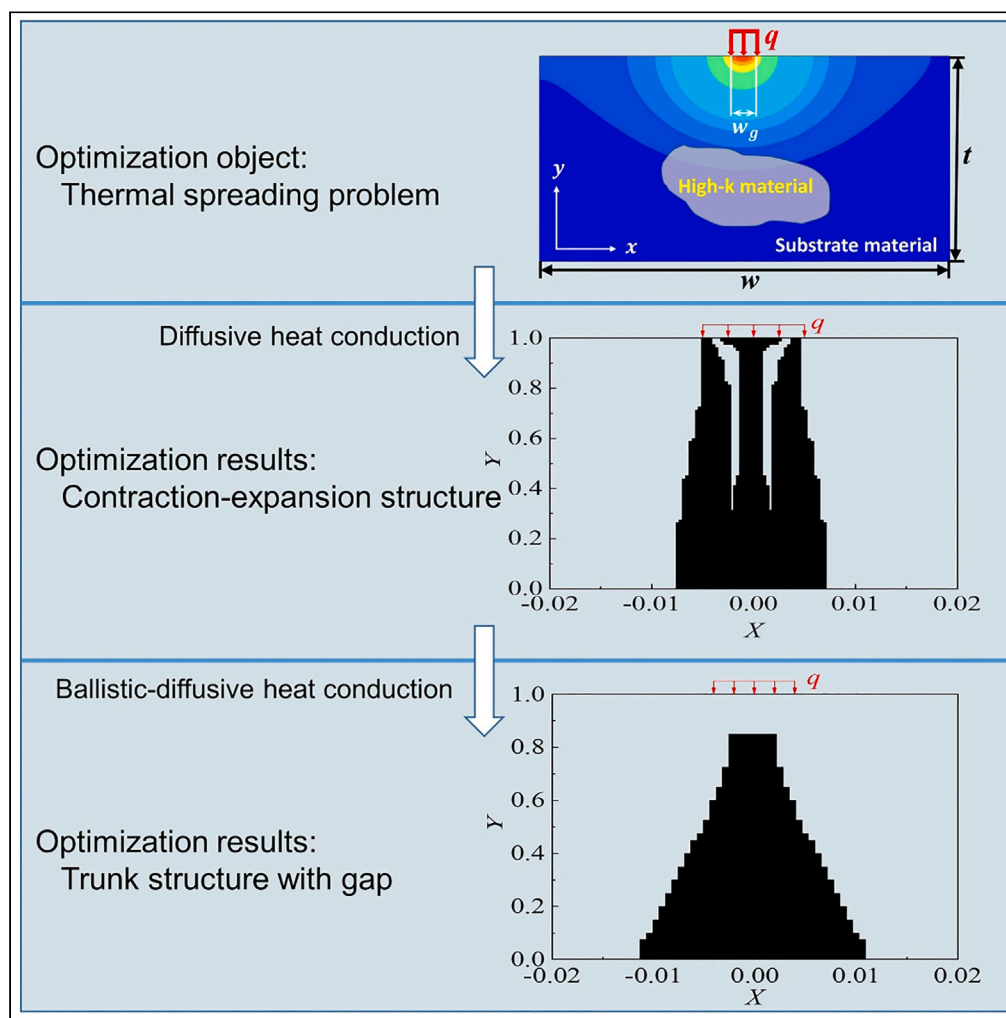 q
w_g
Optimization object:
Thermal spreading problem
y
High-k material
t
x
Substrate material
w
Diffusive heat conduction
q
1.0
0.8
0.6
Y
0.4
0.2
0.0
-0.02 -0.01 0.00 0.01 0.02
X
Optimization results:
Contraction-expansion structure
Ballistic-diffusive heat conduction
q
1.0
0.8
0.6
Y
0.4
0.2
0.0
-0.02 -0.01 0.00 0.01 0.02
X
Optimization results:
Trunk structure with gap